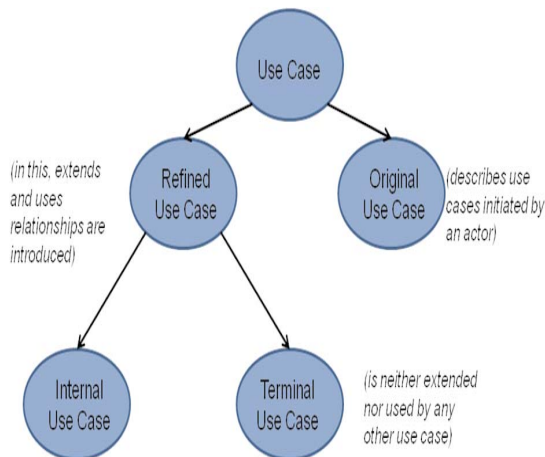 Use Case
(in this, extends
and uses
relationships are
introduced)
Refined
Use Case
Original
Use Case
(describes use
cases initiated by
an actor)
Internal
Use Case
Terminal
Use Case
(is neither extended
nor used by any
other use case)